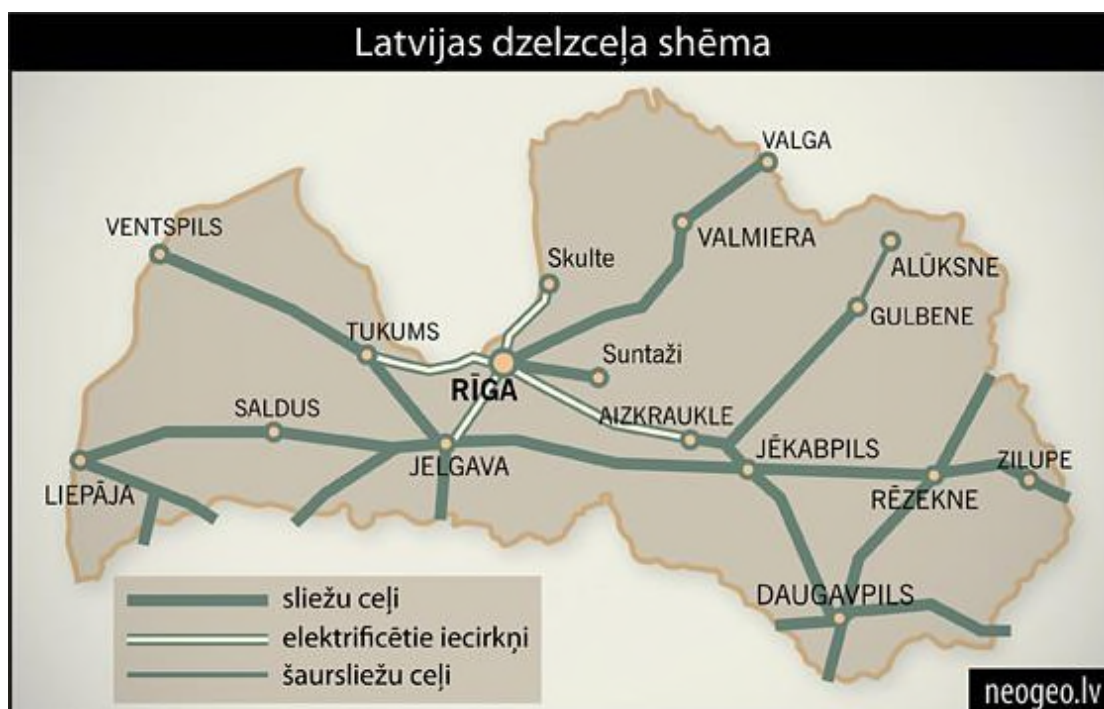 Latvijas dzelzceļa shēma
VALGA
VENTSPILS
VALMIERA
Skulte
ALŪKSNE
GULBENE
TUKUMS
Suntaži
RĪGA
SALDUS
AIZKRAUKLE
JELGAVA
JĒKABPILS
ZILUPE
LIEPĀJA
RĒZEKNE
DAUGAVPILS
sliežu ceļi
elektrificētie iecirkņi
šaursliežu ceļi
neogeo.lv